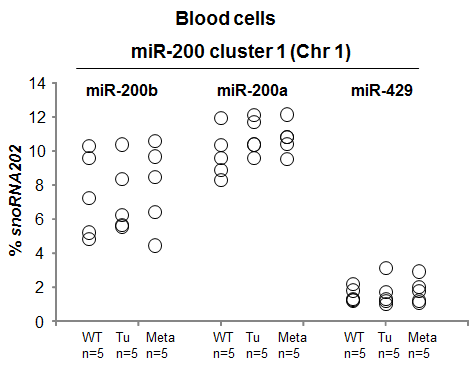 Blood cells
miR-200 cluster 1 (Chr 1)
miR-200b miR-200a miR-429
% snoRNA202
14
12
10
8
6
4
2
0
WT Tu Meta WT Tu Meta WT Tu Meta
n=5 n=5 n=5 n=5 n=5 n=5 n=5 n=5 n=5